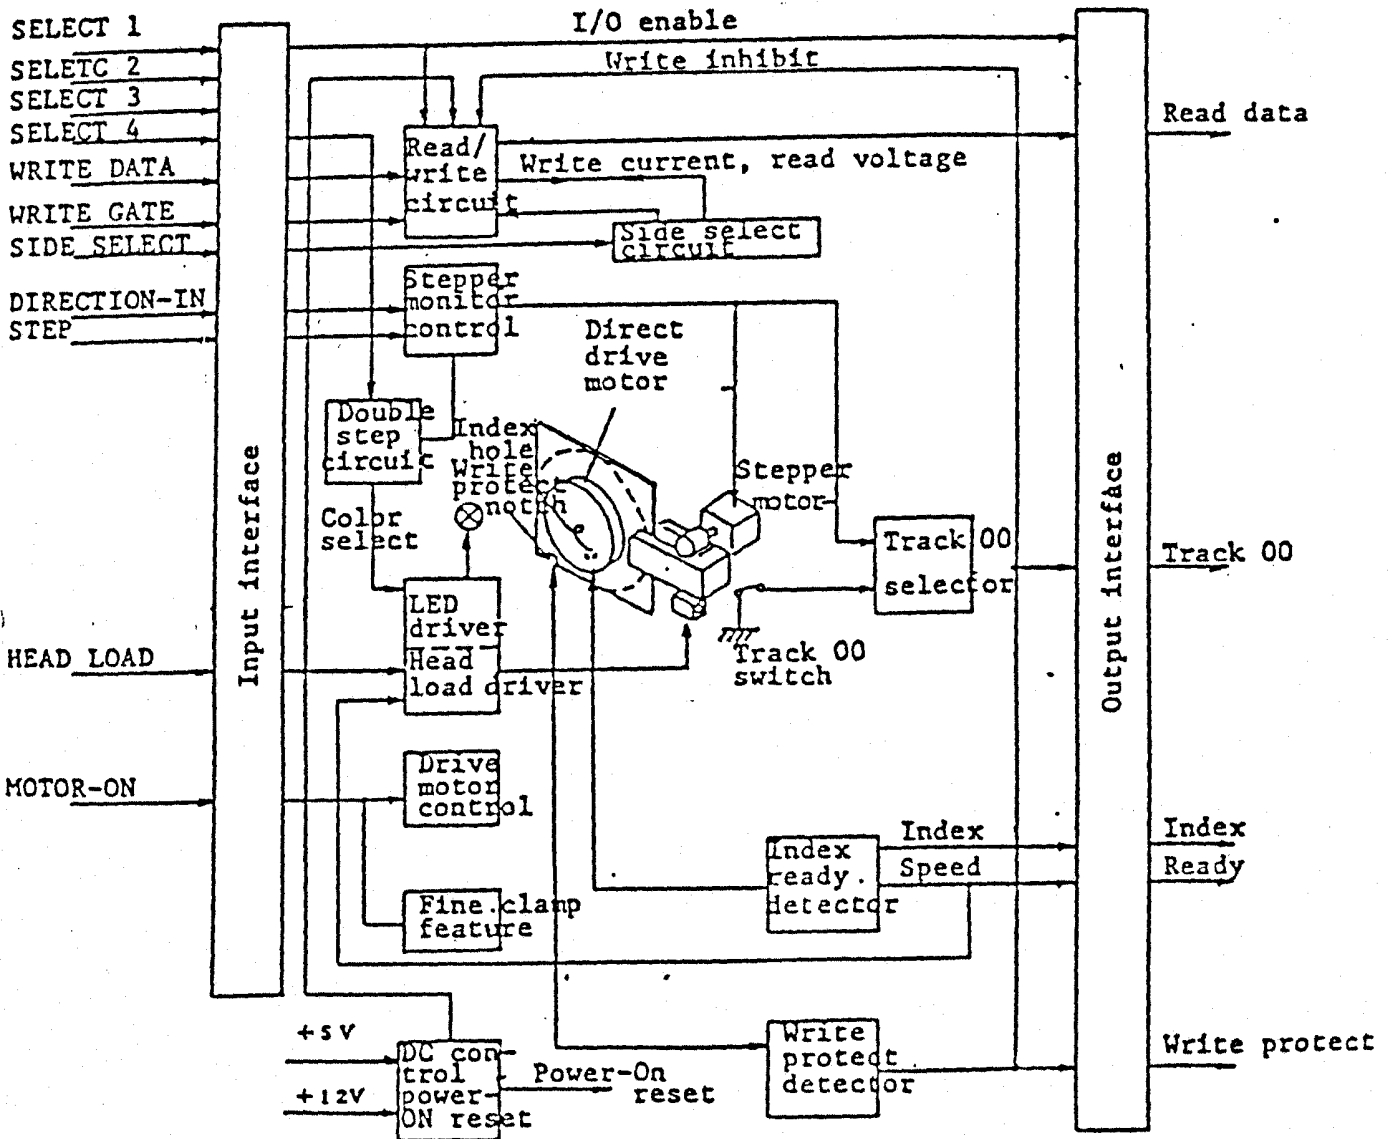 SELECT 1
SELETC 2
SELECT 3
SELECT 4
WRITE DATA
WRITE GATE
SIDE SELECT
DIRECTION-IN
STEP
HEAD LOAD
MOTOR-ON
Input interface
I/O enable
Write inhibit
Read/
write
circuit
Write current, read voltage
Side select
circuit
Stepper
monitor
control
Direct
drive
motor
Double
step
circuic
Index
hole
Write
protect
notch
Color
select
Stepper
motor
Track OO
selector
LED
driver
Head
load driver
Track OO
switch
Drive
motor
control
Fine.clamp
feature
Index
ready.
detector
Index
Speed
+5V
+12V
DC con-
trol
power-
ON reset
Power-On
reset
Write
protect
detector
Output interface
Read data
Track OO
Index
Ready
Write protect